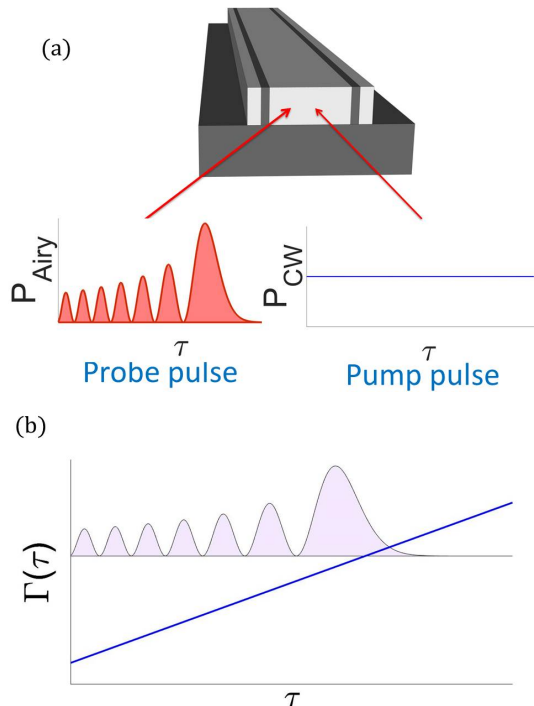 (a)
P_Airy
τ
Probe pulse
P_CW
τ
Pump pulse
(b)
Γ(τ)
τ